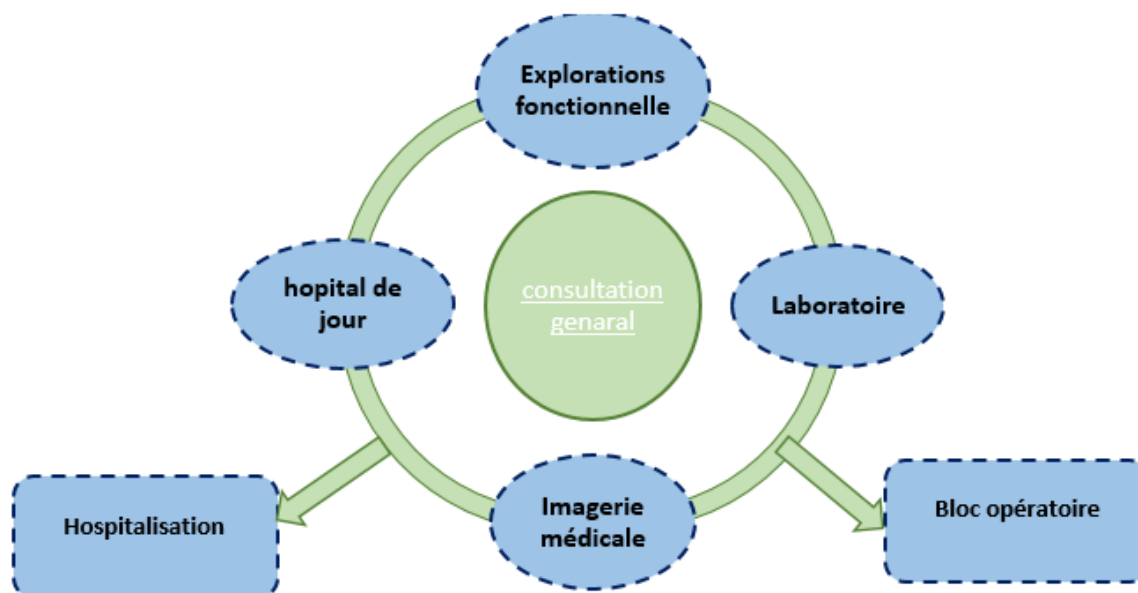 Explorations
fonctionnelle
hopital de
jour
consultation
genaral
Laboratoire
Imagerie
médicale
Hospitalisation
Bloc opératoire